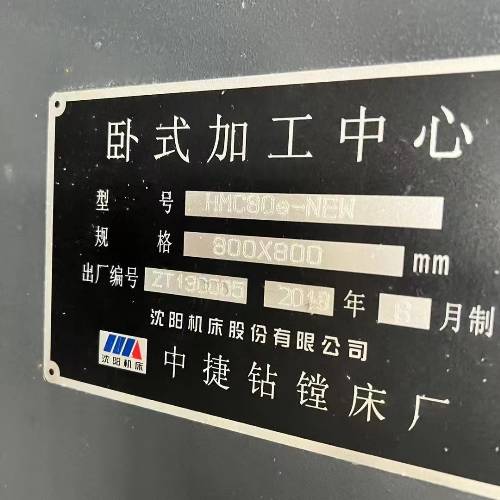 卧式加工中心
型 号 HMC80e-NEW
规 格 800X800 mm
出厂编号 年 月制
沈阳机床股份有限公司
沈阳机床
中捷钻镗床厂